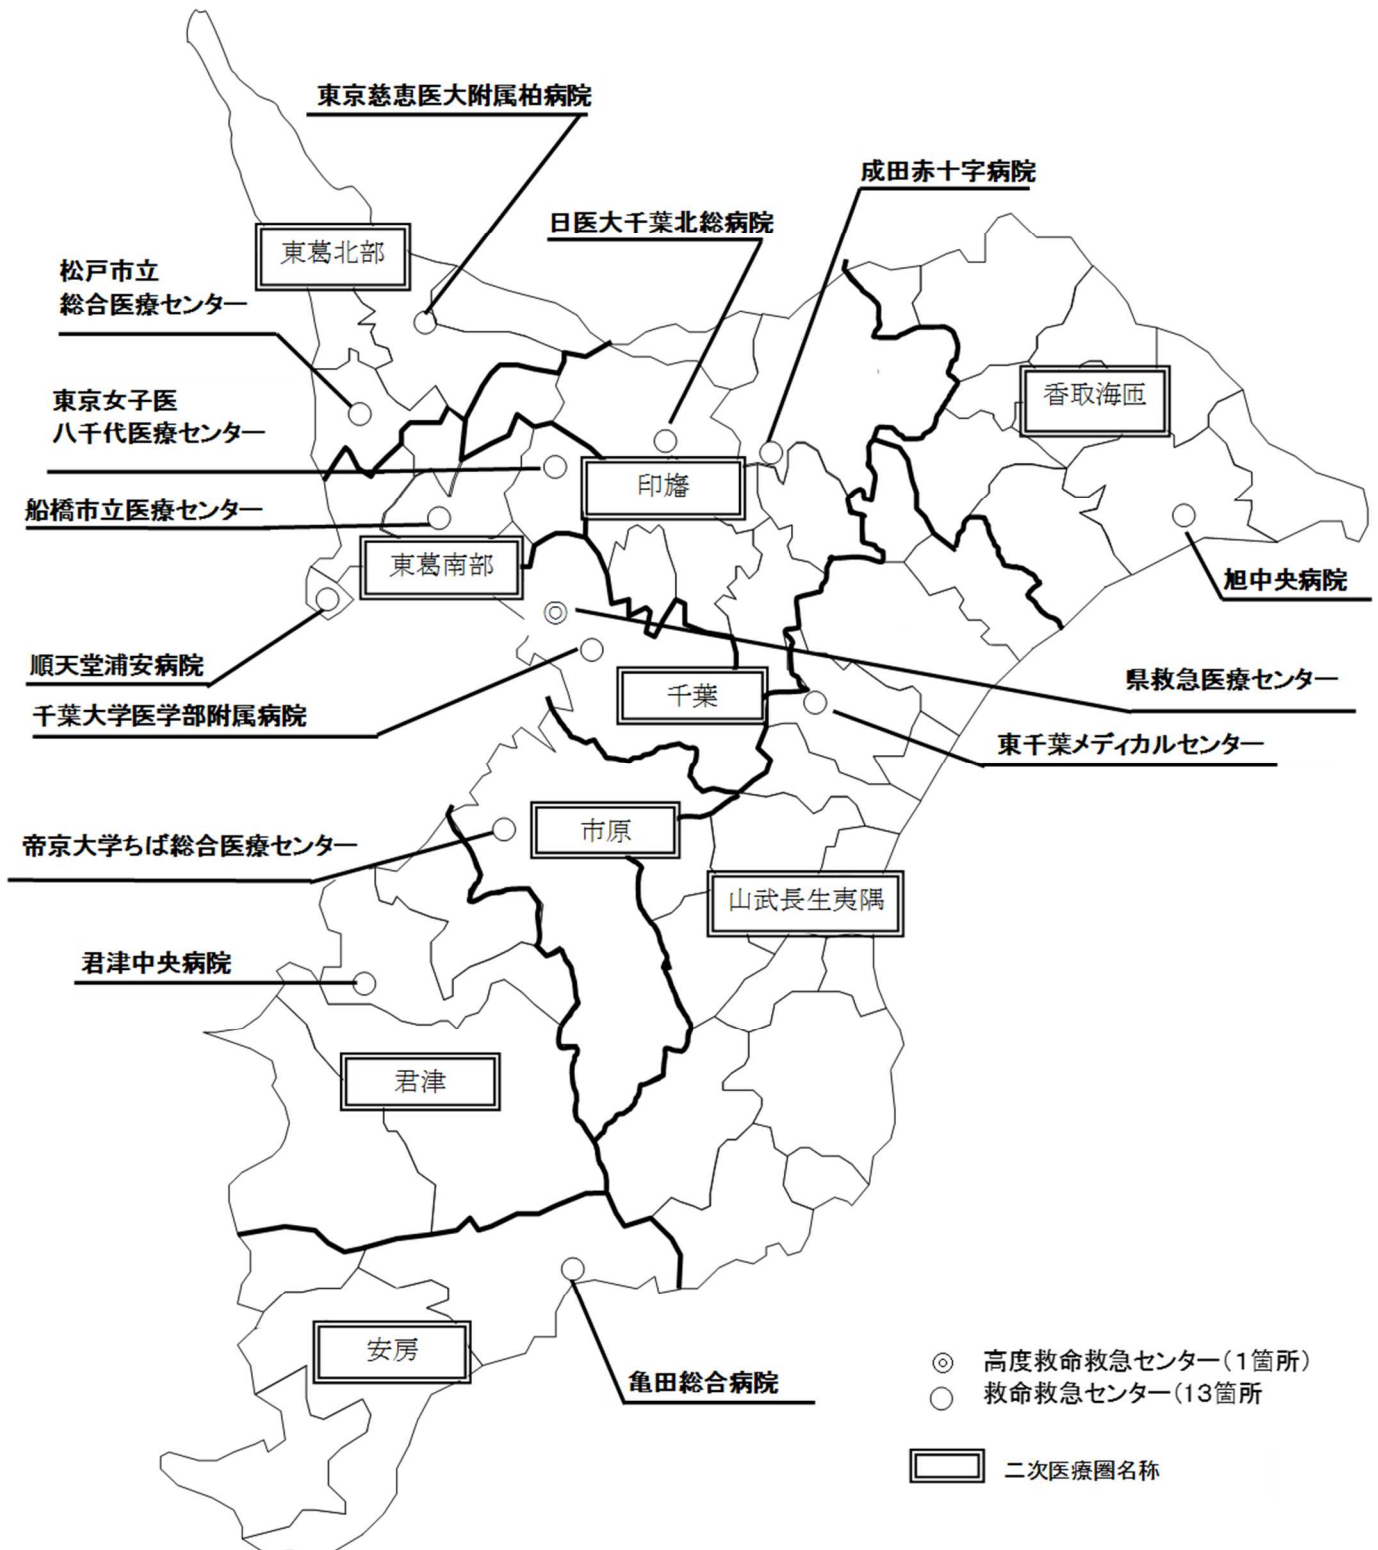 東京慈恵医大附属柏病院
成田赤十字病院
日医大千葉北総病院
東葛北部
松戸市立
総合医療センター
香取海匝
東京女子医
八千代医療センター
印旛
船橋市立医療センター
東葛南部
旭中央病院
順天堂浦安病院
県救急医療センター
千葉
千葉大学医学部附属病院
東千葉メディカルセンター
市原
帝京大学ちば総合医療センター
山武長生夷隅
君津中央病院
君津
安房
亀田総合病院
◎ 高度救命救急センター(1箇所)
○ 救命救急センター(13箇所
二次医療圏名称